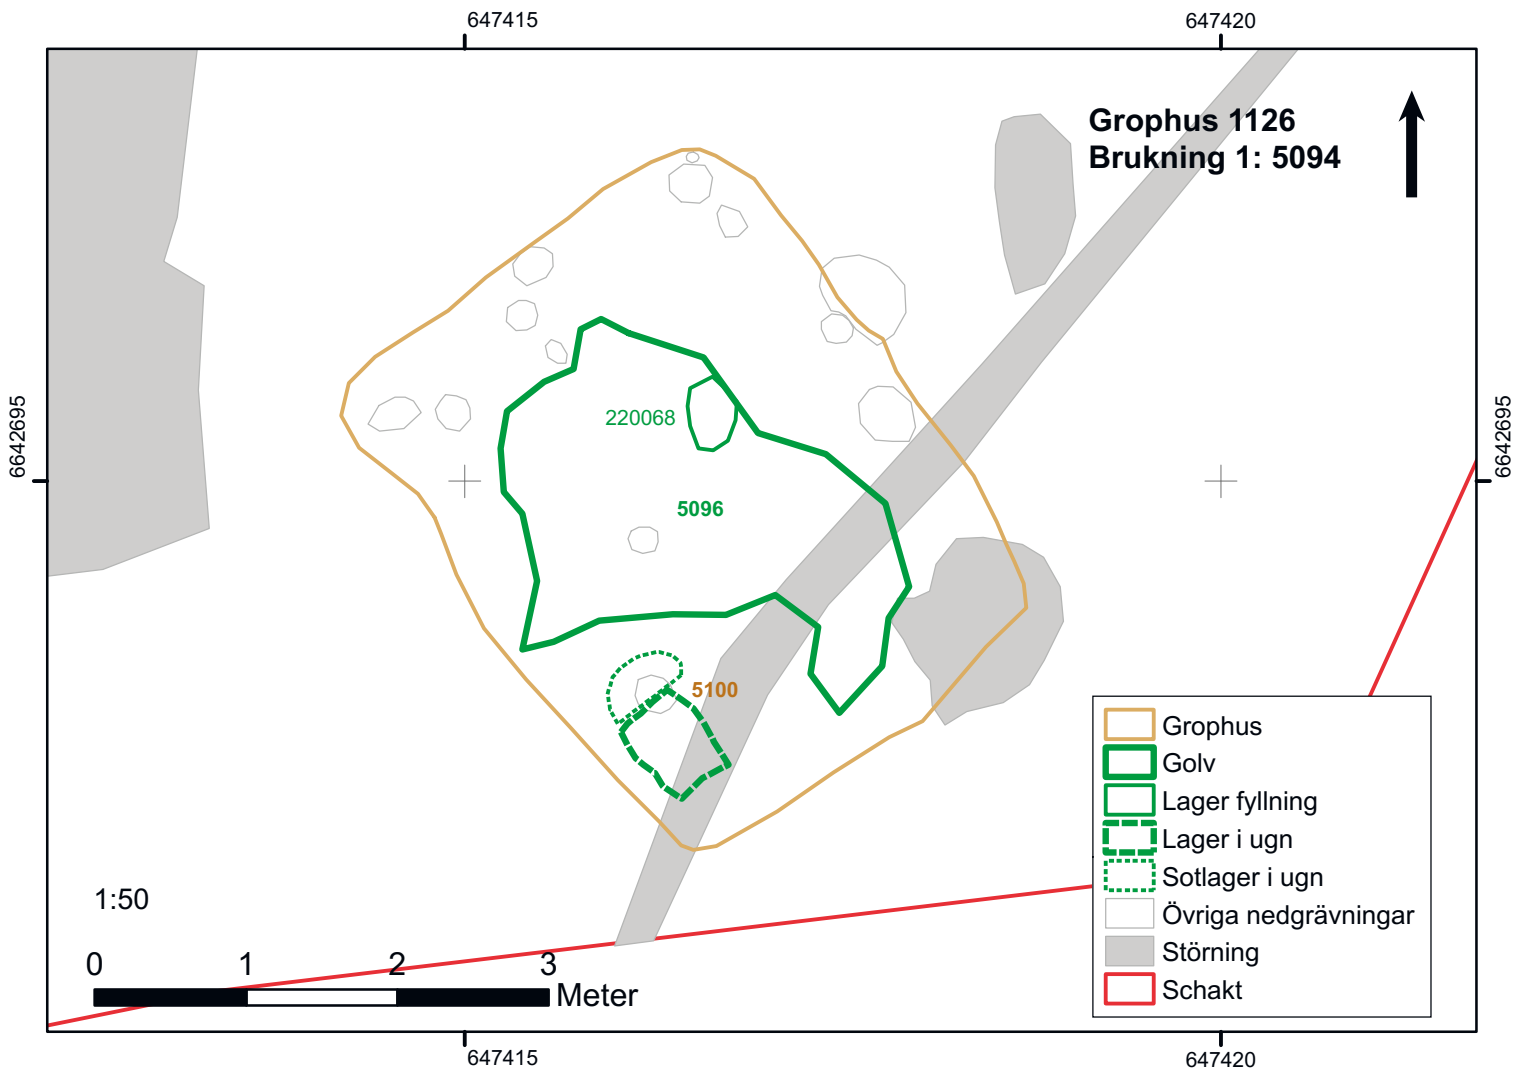 647415
647420
Grophus 1126
Brukning 1: 5094
6642695
6642695
220068
5096
5100
Grophus
Golv
Lager fyllning
Lager i ugn
Sotlager i ugn
Övriga nedgrävningar
Störning
Schakt
1:50
0 1 2 3
Meter
647415
647420